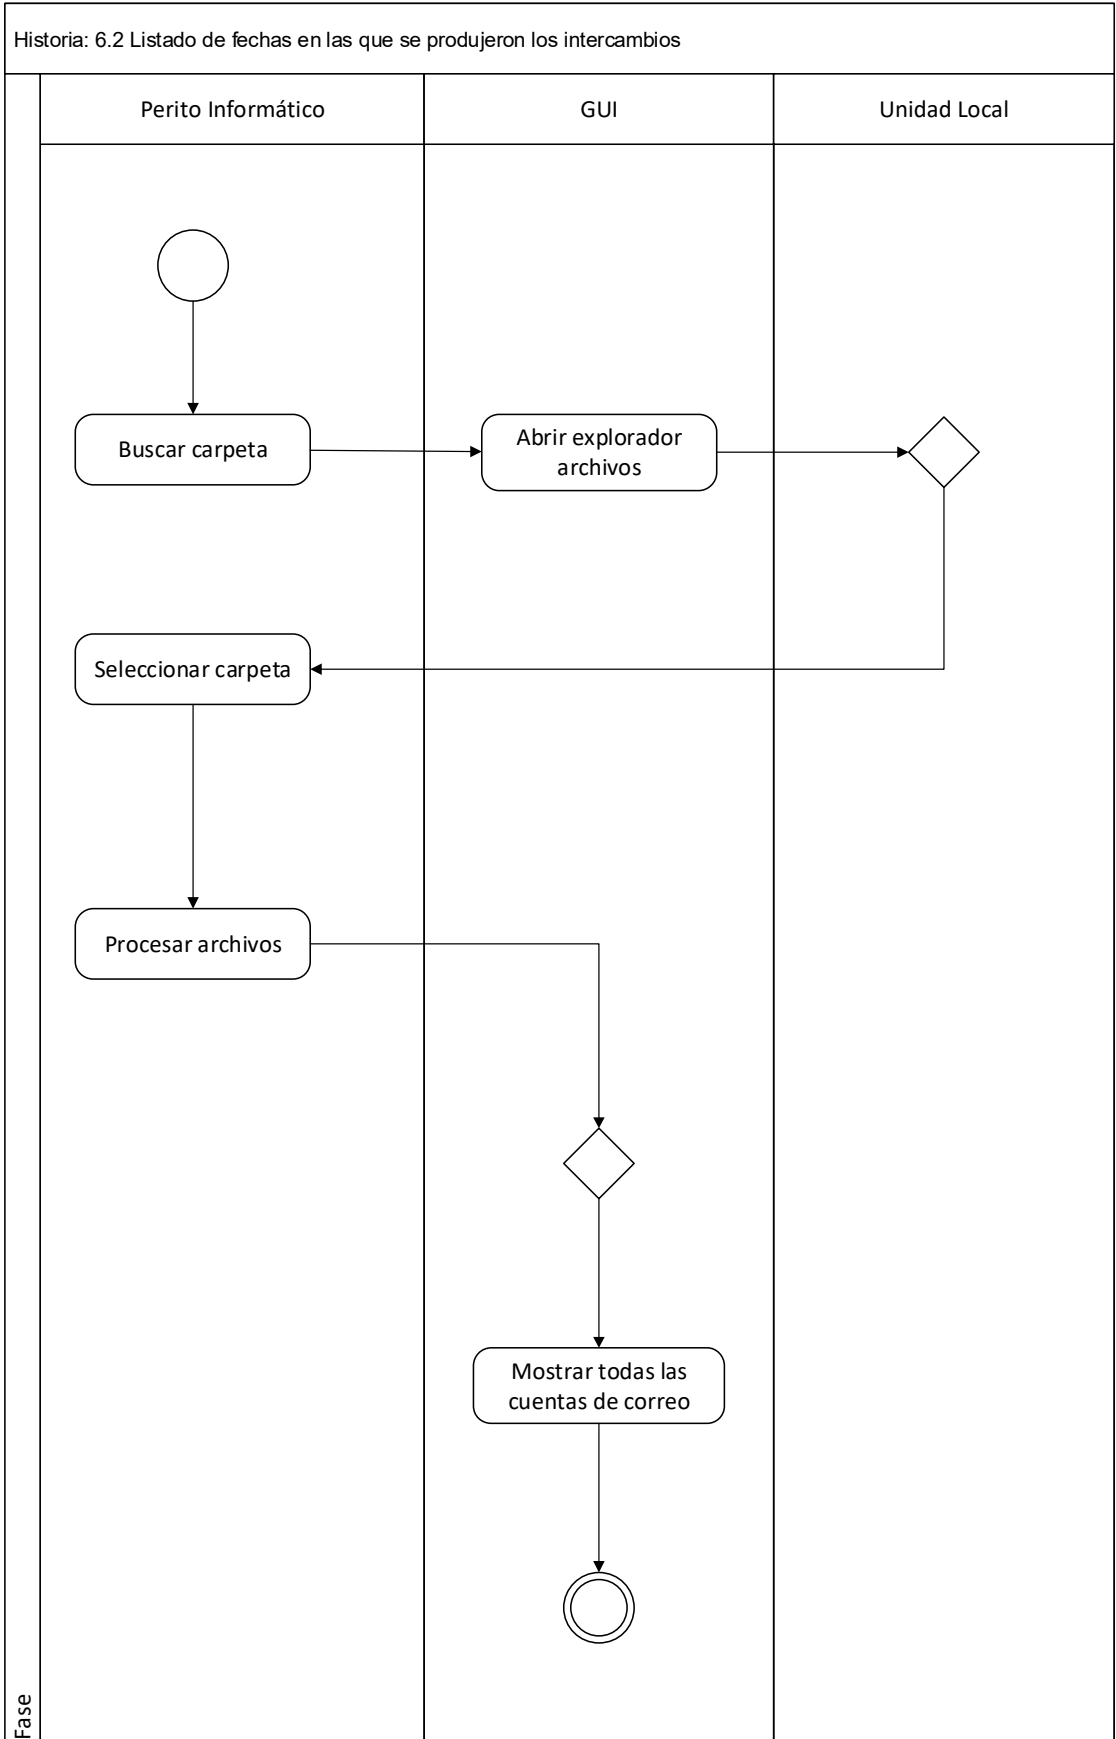 Historia: 6.2 Listado de fechas en las que se produjeron los intercambios
Perito Informático
GUI
Unidad Local
Buscar carpeta
Abrir explorador
archivos
Seleccionar carpeta
Procesar archivos
Mostrar todas las
cuentas de correo
Fase